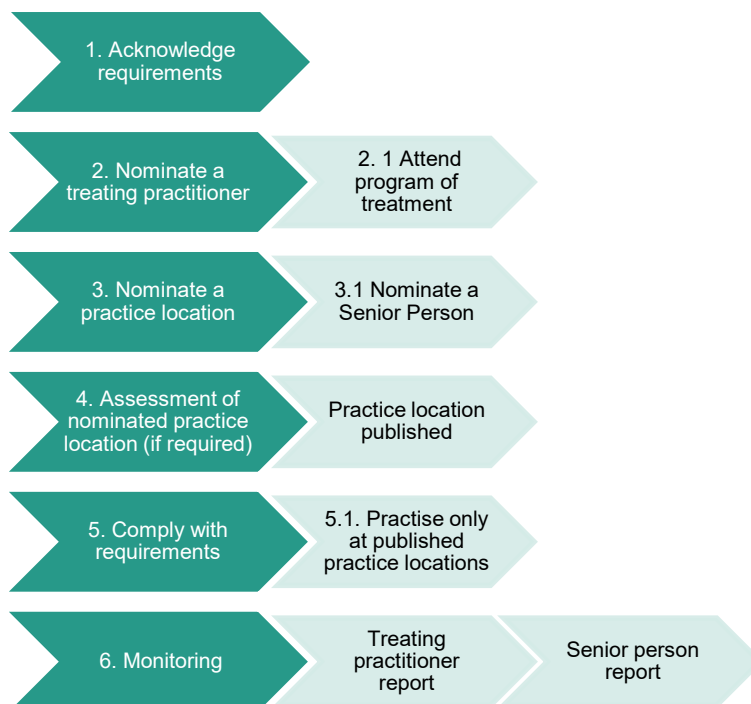 1. Acknowledge
requirements
2. Nominate a
treating practitioner
2. 1 Attend
program of
treatment
3. Nominate a
practice location
3.1 Nominate a
Senior Person
4. Assessment of
nominated practice
location (if required)
Practice location
published
5. Comply with
requirements
5.1. Practise only
at published
practice locations
6. Monitoring
Treating
practitioner
report
Senior person
report